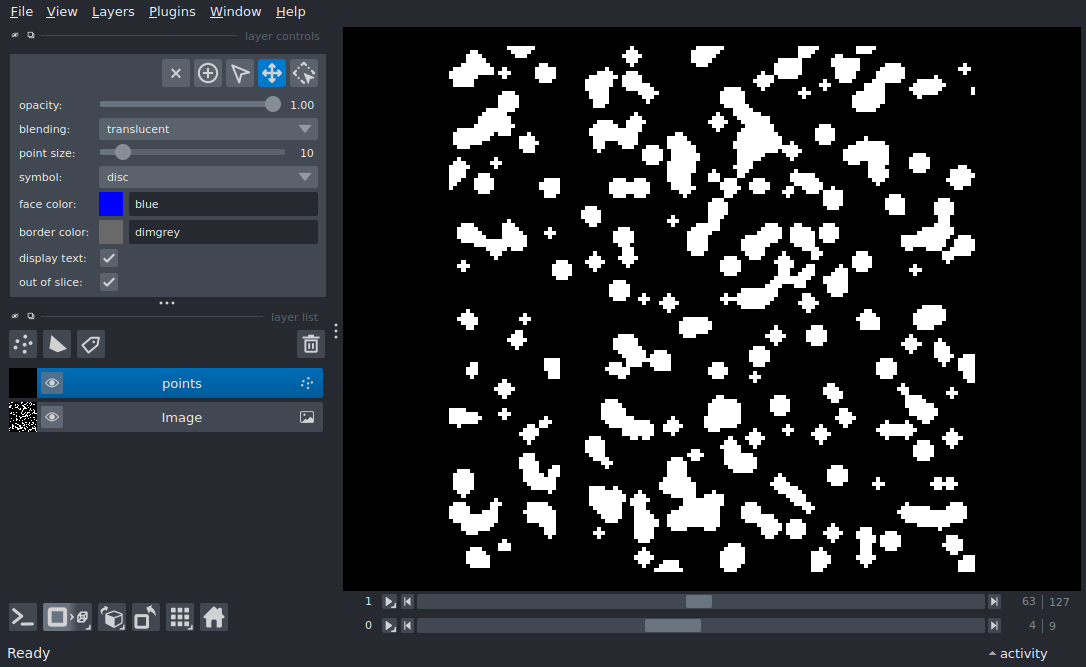 File View Layers Plugins Window Help
layer controls
opacity: 1.00
blending: translucent
point size: 10
symbol: disc
face color: blue
border color: dimgrey
display text:
out of slice:
layer list
points
Image
1 63 127
0 4 9
Ready activity